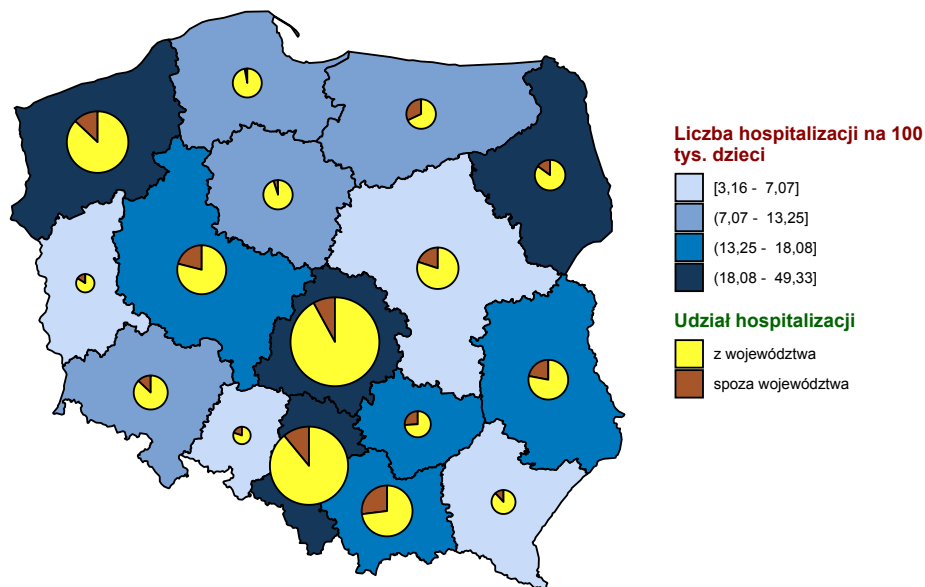 Liczba hospitalizacji na 100
tys. dzieci
[3,16 - 7,07]
(7,07 - 13,25]
(13,25 - 18,08]
(18,08 - 49,33]
Udział hospitalizacji
z województwa
spoza województwa